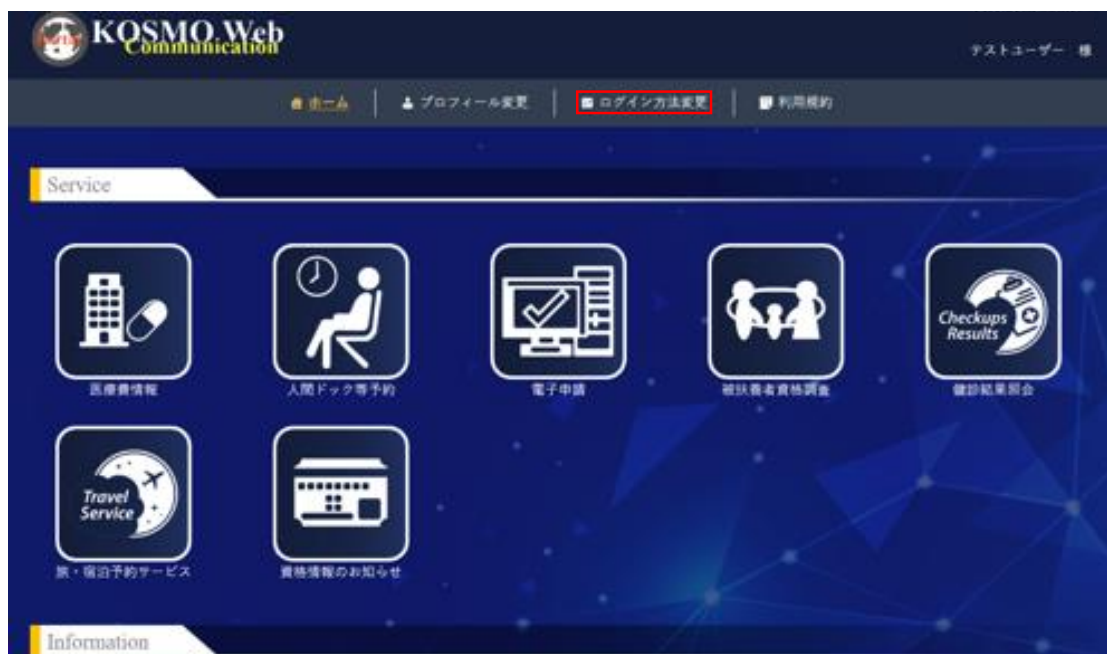 Portal
KOSMO Web
Communication
テストユーザー 様
ホーム
プロフィール変更
ログイン方法変更
利用規約
Service
Checkups
Results
医療費情報
人間ドック等予約
電子申請
被扶養者資格調査
健診結果照会
Travel
Service
旅・宿泊予約サービス
資格情報のお知らせ
Information